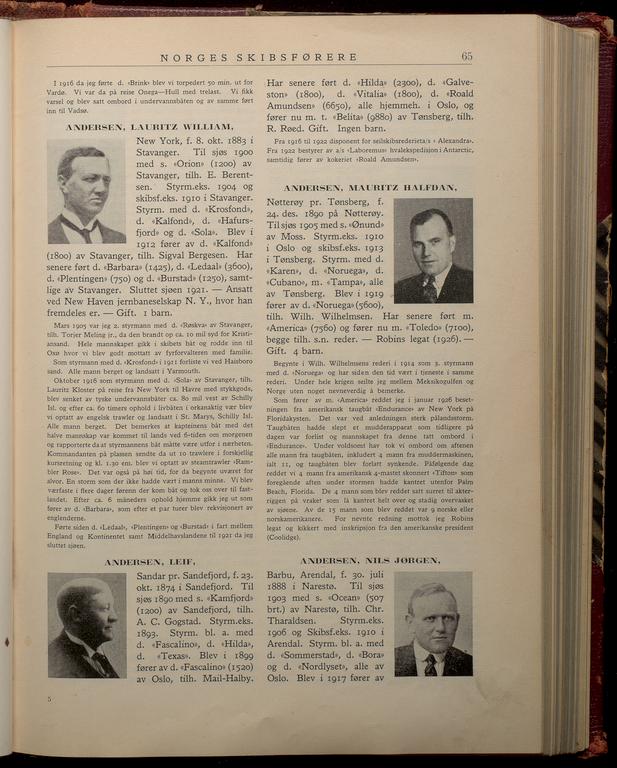 NORGES SKIBSFØRERE
65
I 1916 da jeg førte d. «Brink» blev vi torpedert 50 min. ut for
Vardø. Vi var da på reise Onega—Hull med trelast. Vi fikk
varsel og blev satt ombord i undervannsbåten og av samme ført
inn til Vadsø.
ANDERSEN, LAURITZ WILLIAM,
New York, f. 8. okt. 1883 i
Stavanger. Til sjøs 1900
med s. «Orion» (1200) av
Stavanger, tilh. E. Berent-
sen. Styrm.eks. 1904 og
skibsf.eks. 1910 i Stavanger.
Styrm. med d. «Krosfond»,
d. «Kalfond», d. «Hafurs-
fjord» og d. «Sola». Blev i
1912 fører av d. «Kalfond»
(1800) av Stavanger, tilh. Sigval Bergesen. Har
senere ført d. «Barbara» (1425), d. «Ledaal» (3600),
d. «Plentingen» (750) og d. «Burstad» (1250), samt-
lige av Stavanger. Sluttet sjøen 1921. — Ansatt
ved New Haven jernbaneselskap N. Y., hvor han
fremdeles er. — Gift. 1 barn.
Mars 1905 var jeg 2. styrmann med d. «Røskva» av Stavanger,
tilh. Torjer Meling jr., da den brandt op ca. 10 mil syd for Kristi-
ansand. Hele mannskapet gikk i skibets båt og rodde inn til
Oxø hvor vi blev godt mottatt av fyrforvalteren med familie.
Som styrmann med d. «Krosfond» i 1921 forliste vi ved Haisboro
sand. Alle mann berget og landsatt i Yarmouth.
Oktober 1916 som styrmann med d. «Sola» av Stavanger, tilh.
Lauritz Kloster på reise fra New York til Havre med stykkgods,
blev senket av tyske undervannsbåter ca. 80 mil vest av Schilly
Isl. og efter ca. 60 timers ophold i livbåten i orkanaktig vær blev
vi optatt av engelsk trawler og landsatt i St. Marys, Schilly Isl.
Alle mann berget. Det bemerkes at kapteinens båt med det
halve mannskap var kommet til lands ved 6-tiden om morgenen
og rapporterte da at styrmannens båt måtte være utfor i nærheten.
Kommandanten på plassen sendte da ut 10 trawlere i forskjellig
kurssetning og kl. 1.30 em. blev vi optatt av steamtrawler «Ram-
bler Rose». Det var også på høi tid, for da begynte uværet for
alvor. En storm som der ikke hadde vært i manns minne. Vi blev
værfaste i flere dager førenn der kom båt og tok oss over til fast-
landet. Efter ca. 6 måneders ophold hjemme gikk jeg ut som
fører av d. «Barbara», som efter et par turer blev rekvisjonert av
englenderne.
Førte siden d. «Ledaal», «Plentingen» og «Burstad» i fart mellem
England og Kontinentet samt Middelhavslandene til 1921 da jeg
sluttet sjøen.
ANDERSEN, LEIF,
Sandar pr. Sandefjord, f. 23.
okt. 1874 i Sandefjord. Til
sjøs 1890 med s. «Kamfjord»
(1200) av Sandefjord, tilh.
A. C. Gogstad. Styrm.eks.
1893. Styrm. bl. a. med
d. «Fascalino», d. «Hilda»,
d. «Texas». Blev i 1899
fører av d. «Fascalino» (1520)
av Oslo, tilh. Mail-Halby.
5
Har senere ført d. «Hilda» (2300), d. «Galve-
ston» (1800), d. «Vitalia» (1800), d. «Roald
Amundsen» (6650), alle hjemmeh. i Oslo, og
fører nu m. t. «Belita» (9880) av Tønsberg, tilh.
R. Røed. Gift. Ingen barn.
Fra 1916 til 1922 disponent for seilskibsrederiet a/s «Alexandra».
Fra 1922 bestyrer av a/s «Laboremus» hvalekspedisjon i Antarctic,
samtidig fører av kokeriet «Roald Amundsen».
ANDERSEN, MAURITZ HALFDAN,
Nøtterøy pr. Tønsberg, f.
24. des. 1890 på Nøtterøy.
Til sjøs 1905 med s. «Ønund»
av Moss. Styrm.eks. 1910
i Oslo og skibsf.eks. 1913
i Tønsberg. Styrm. med d.
«Karen», d. «Noruega», d.
«Cubano», m. «Tampa», alle
av Tønsberg. Blev i 1919
fører av d. «Noruega» (5600),
tilh. Wilh. Wilhelmsen. Har senere ført m.
«America» (7560) og fører nu m. «Toledo» (7100),
begge tilh. s.n. reder. — Robins legat (1926). —
Gift. 4 barn.
Begynte i Wilh. Wilhelmsens rederi i 1914 som 3. styrmann
med d. «Noruega» og har siden den tid vært i tjeneste i samme
rederi. Under hele krigen seilte jeg mellem Meksikogulfen og
Norge uten noget nevneverdig å bemerke.
Som fører av m. «America» reddet jeg i januar 1926 beset-
ningen fra amerikansk taugbåt «Endurance» av New York på
Floridakysten. Det var ved anledningen sterk pålandsstorm.
Taugbåten hadde slept et mudderapparat som tidligere på
dagen var forlist og mannskapet fra denne tatt ombord i
«Endurance». Under voldsomt hav tok vi ombord om aftenen
alle mann fra taugbåten, inkludert 4 mann fra muddermaskinen,
ialt 11, og taugbåten blev forlatt synkende. Påfølgende dag
reddet vi 4 mann fra amerikansk 4-mastet skonnert «Tifton» som
foregående aften under stormen hadde kantret utenfor Palm
Beach, Florida. De 4 mann som blev reddet satt surret til akter-
riggen på vraker som lå kantret helt over og stadig overvasket
av sjøene. Av de 15 mann som blev reddet var 9 norske eller
norskamerikanere. For nevnte redning mottok jeg Robins
legat og kikkert med inskripsjon fra den amerikanske president
(Coolidge).
ANDERSEN, NILS JØRGEN,
Barbu, Arendal, f. 30. juli
1888 i Narestø. Til sjøs
1903 med s. «Ocean» (507
brt.) av Narestø, tilh. Chr.
Tharaldsen. Styrm.eks.
1906 og Skibsf.eks. 1910 i
Arendal. Styrm. bl. a. med
d. «Sommerstad», d. «Bora»
og d. «Nordlyset», alle av
Oslo. Blev i 1917 fører av